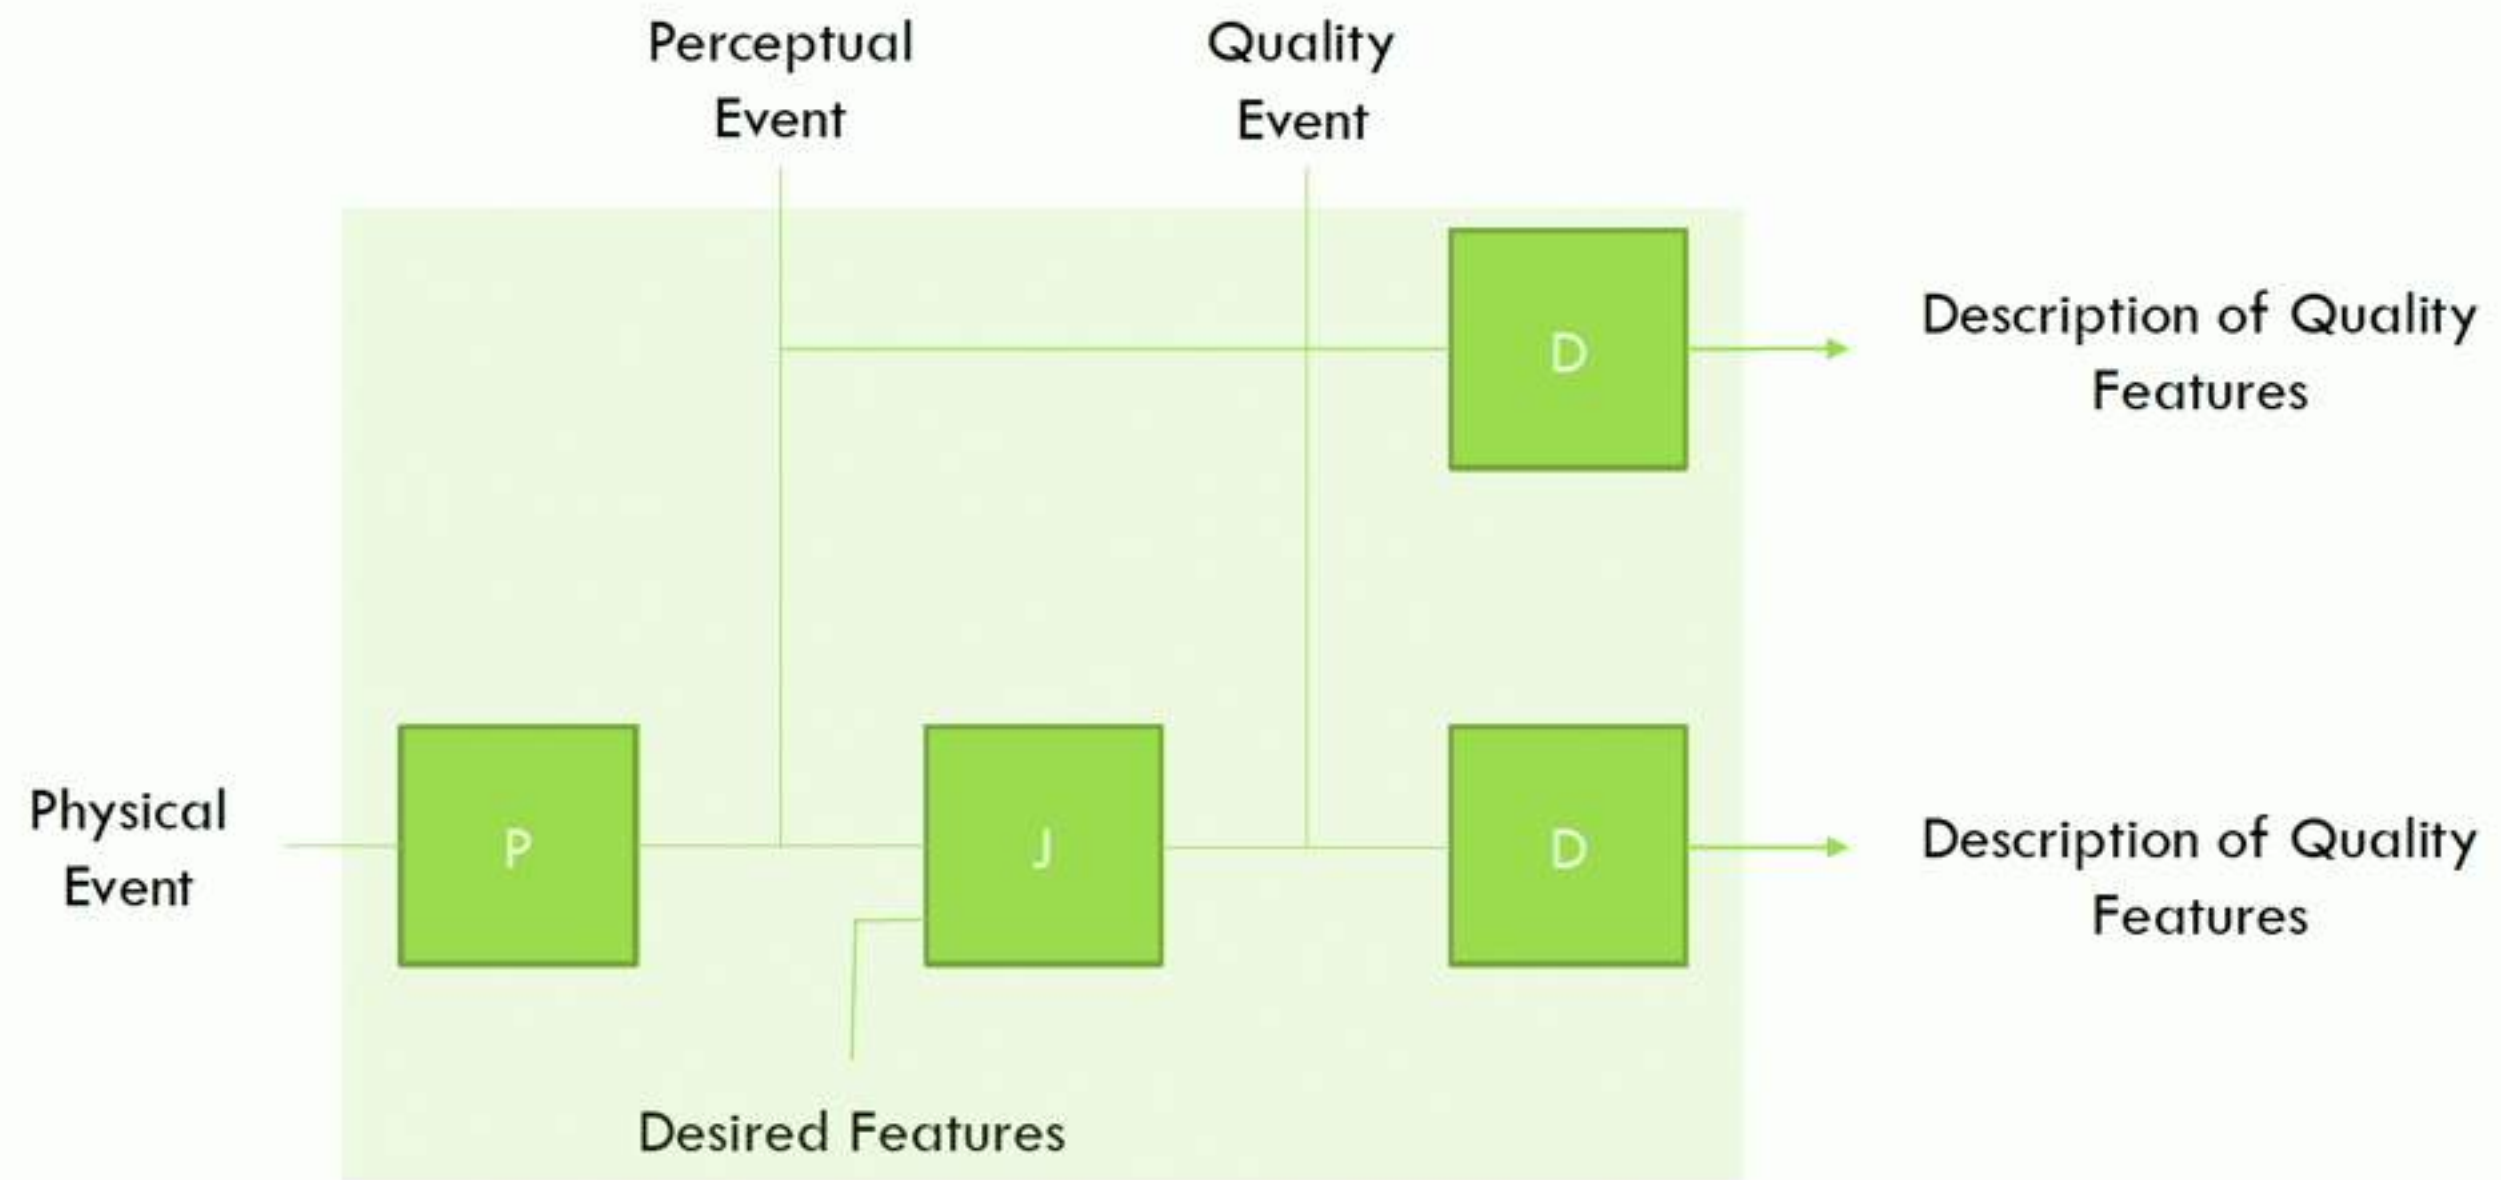 Perceptual
Event
Quality
Event
D
Description of Quality
Features
Physical
Event
P
J
D
Description of Quality
Features
Desired Features